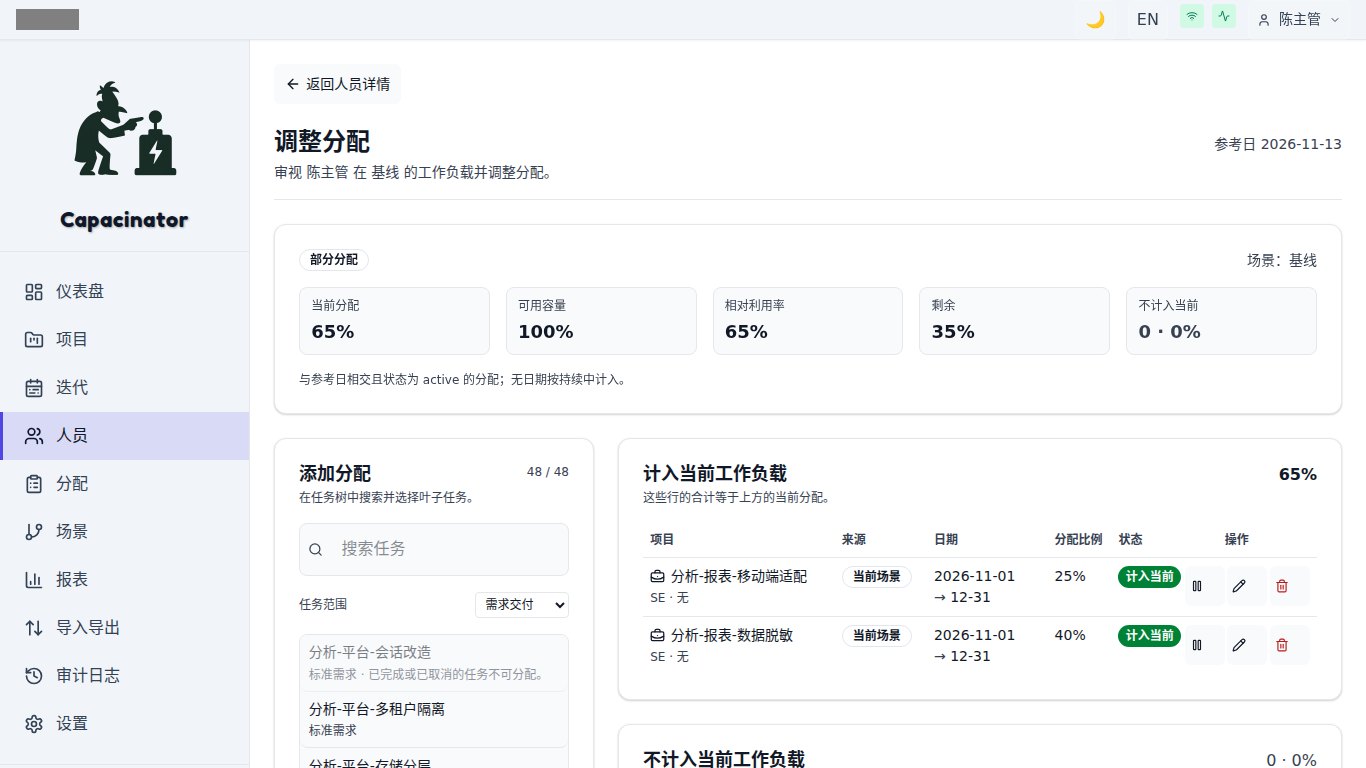 EN
陈主管
Capacinator
仪表盘
项目
迭代
人员
分配
场景
报表
导入导出
审计日志
设置
返回人员详情
调整分配
参考日 2026-11-13
审视 陈主管 在 基线 的工作负载并调整分配。
部分分配
场景：基线
当前分配
65%
可用容量
100%
相对利用率
65%
剩余
35%
不计入当前
0 · 0%
与参考日相交且状态为 active 的分配；无日期按持续中计入。
添加分配
48 / 48
在任务树中搜索并选择叶子任务。
搜索任务
任务范围
需求交付
分析-平台-会话改造
标准需求 · 已完成或已取消的任务不可分配。
分析-平台-多租户隔离
标准需求
分析-平台-存储分层
计入当前工作负载
65%
这些行的合计等于上方的当前分配。
项目 来源 日期 分配比例 状态 操作
分析-报表-移动端适配 当前场景 2026-11-01 25% 计入当前
SE · 无 → 12-31
分析-报表-数据脱敏 当前场景 2026-11-01 40% 计入当前
SE · 无 → 12-31
不计入当前工作负载
0 · 0%